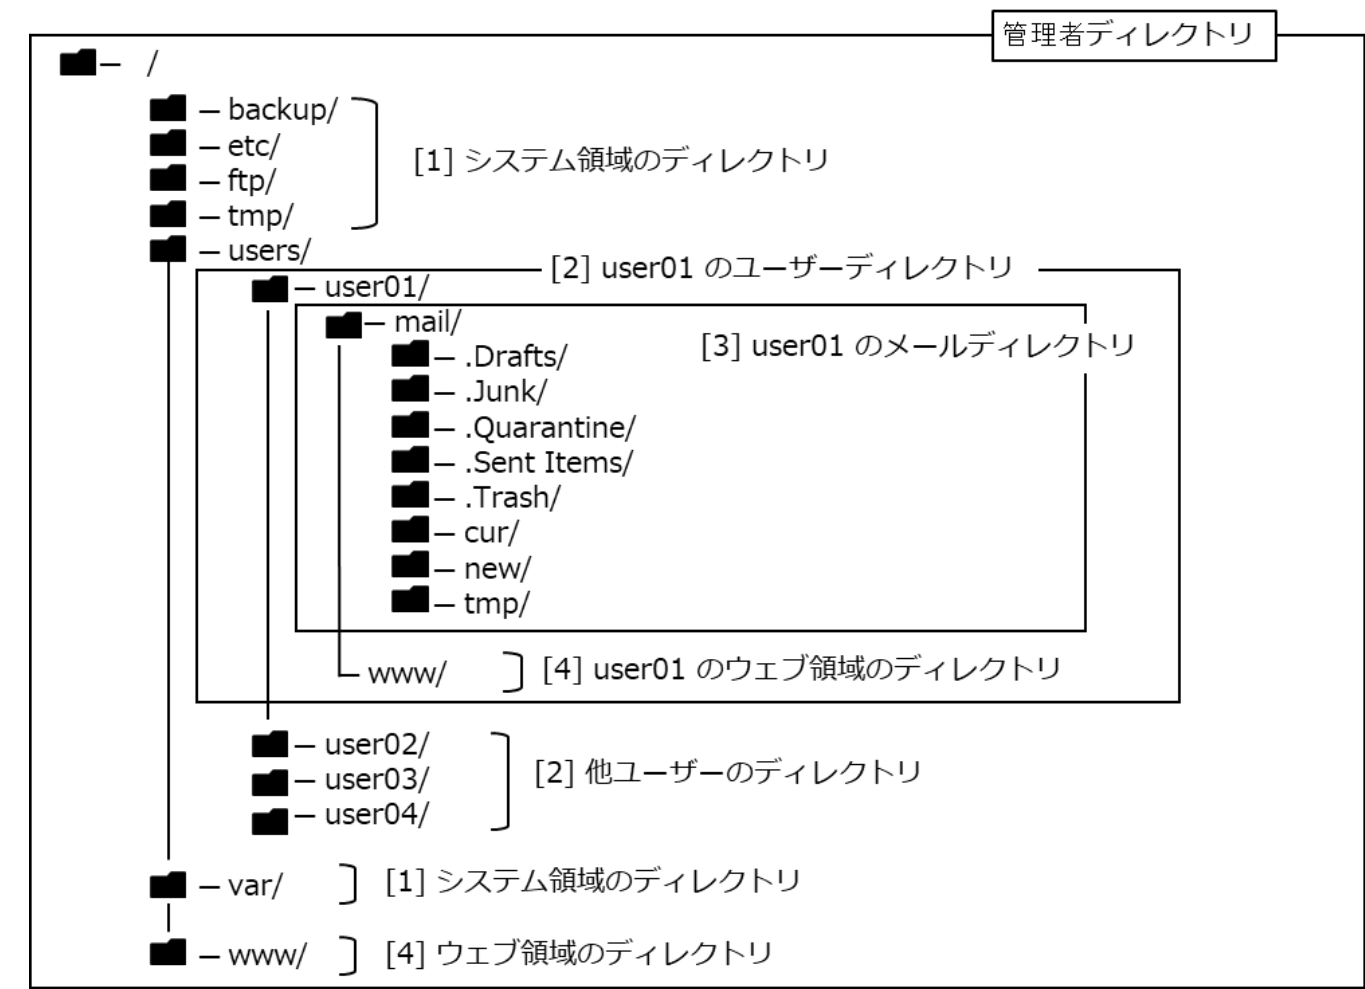 管理者ディレクトリ
– /
– backup/
– etc/
[1] システム領域のディレクトリ
– ftp/
– tmp/
– users/
[2] user01 のユーザーディレクトリ
– user01/
– mail/
[3] user01 のメールディレクトリ
– .Drafts/
– .Junk/
– .Quarantine/
– .Sent Items/
– .Trash/
– cur/
– new/
– tmp/
www/ [4] user01 のウェブ領域のディレクトリ
– user02/
– user03/ [2] 他ユーザーのディレクトリ
– user04/
– var/ [1] システム領域のディレクトリ
– www/ [4] ウェブ領域のディレクトリ